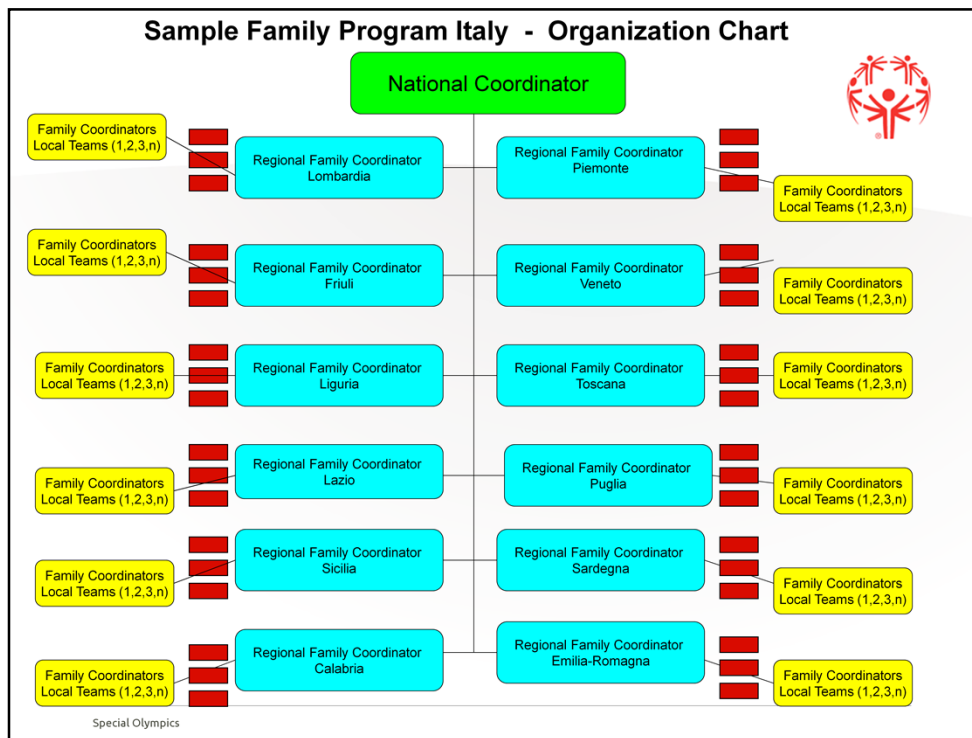 Sample Family Program Italy - Organization Chart
National Coordinator
Family Coordinators
Local Teams (1,2,3,n)
Regional Family Coordinator
Lombardia
Regional Family Coordinator
Piemonte
Family Coordinators
Local Teams (1,2,3,n)
Family Coordinators
Local Teams (1,2,3,n)
Regional Family Coordinator
Friuli
Regional Family Coordinator
Veneto
Family Coordinators
Local Teams (1,2,3,n)
Family Coordinators
Local Teams (1,2,3,n)
Regional Family Coordinator
Liguria
Regional Family Coordinator
Toscana
Family Coordinators
Local Teams (1,2,3,n)
Family Coordinators
Local Teams (1,2,3,n)
Regional Family Coordinator
Lazio
Regional Family Coordinator
Puglia
Family Coordinators
Local Teams (1,2,3,n)
Family Coordinators
Local Teams (1,2,3,n)
Regional Family Coordinator
Sicilia
Regional Family Coordinator
Sardegna
Family Coordinators
Local Teams (1,2,3,n)
Family Coordinators
Local Teams (1,2,3,n)
Regional Family Coordinator
Calabria
Regional Family Coordinator
Emilia-Romagna
Family Coordinators
Local Teams (1,2,3,n)
Special Olympics